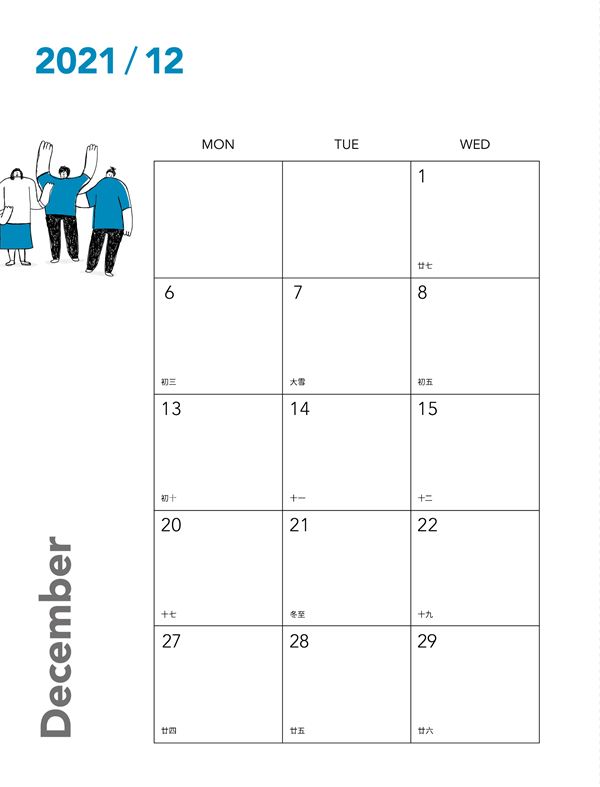 2021 / 12
MON TUE WED
1
廿七
6 7 8
初三 大雪 初五
13 14 15
初十 十一 十二
20 21 22
十七 冬至 十九
27 28 29
廿四 廿五 廿六
December